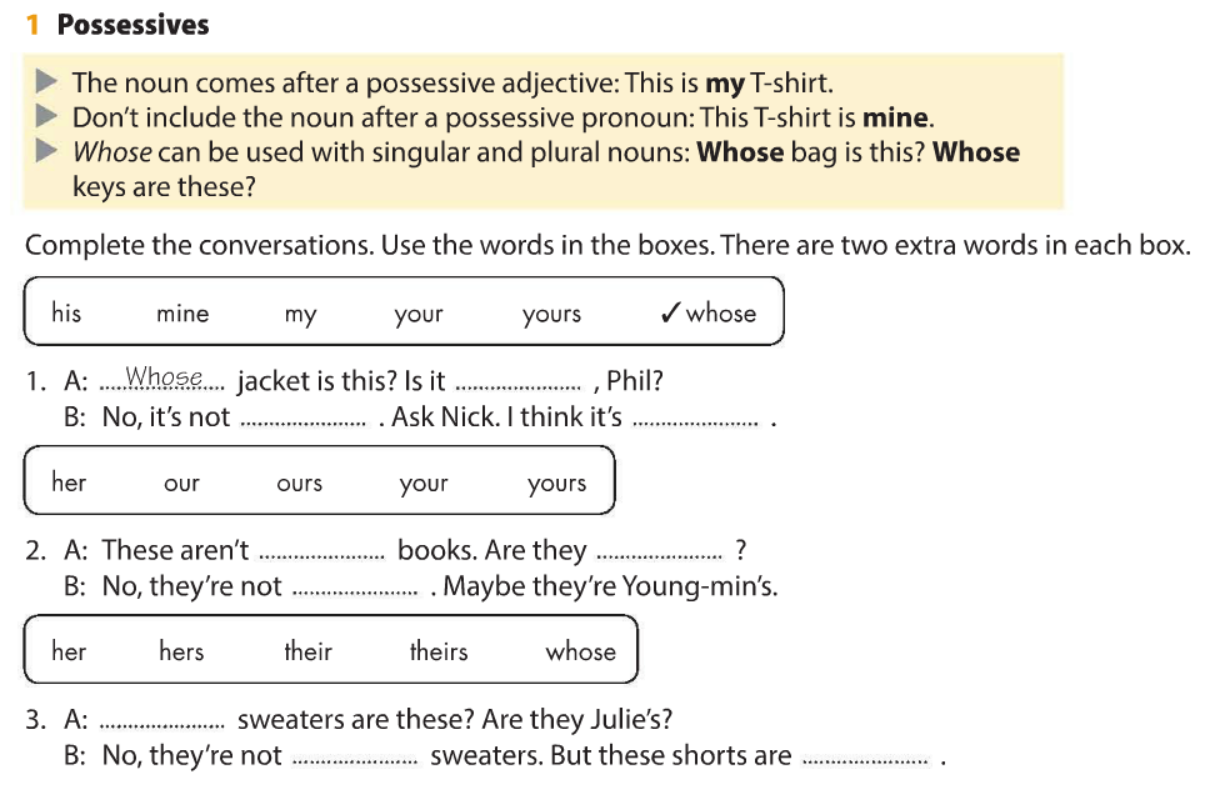 1 Possessives
▶ The noun comes after a possessive adjective: This is my T-shirt.
▶ Don't include the noun after a possessive pronoun: This T-shirt is mine.
▶ Whose can be used with singular and plural nouns: Whose bag is this? Whose
keys are these?
Complete the conversations. Use the words in the boxes. There are two extra words in each box.
his mine my your yours ✓ whose
1. A: .....Whose..... jacket is this? Is it ...................... , Phil?
B: No, it's not ...................... . Ask Nick. I think it's ...................... .
her our ours your yours
2. A: These aren't ...................... books. Are they ...................... ?
B: No, they're not ...................... . Maybe they're Young-min's.
her hers their theirs whose
3. A: ...................... sweaters are these? Are they Julie's?
B: No, they're not ...................... sweaters. But these shorts are ...................... .